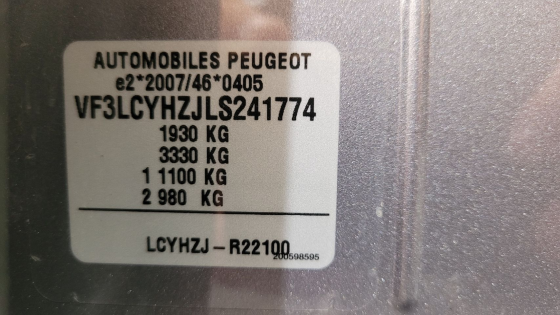 AUTOMOBILES PEUGEOT
e2*2007/46*0405
VF3LCYHZJLS241774
1930 KG
3330 KG
1 1100 KG
2 980 KG
LCYHZJ - R22100
200598595